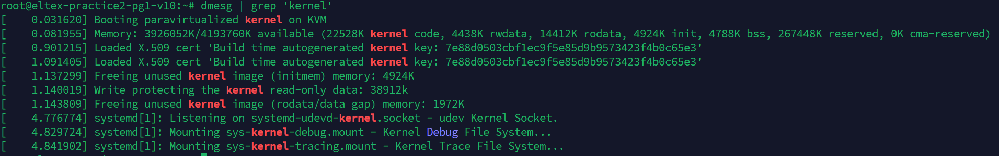 root@eltex-practice2-pg1-v10:~# dmesg | grep 'kernel'
[    0.031620] Booting paravirtualized kernel on KVM
[    0.081955] Memory: 3926052K/4193760K available (22528K kernel code, 4438K rwdata, 14412K rodata, 4924K init, 4788K bss, 267448K reserved, 0K cma-reserved)
[    0.901215] Loaded X.509 cert 'Build time autogenerated kernel key: 7e88d0503cbf1ec9f5e85d9b9573423f4b0c65e3'
[    1.091405] Loaded X.509 cert 'Build time autogenerated kernel key: 7e88d0503cbf1ec9f5e85d9b9573423f4b0c65e3'
[    1.137299] Freeing unused kernel image (initmem) memory: 4924K
[    1.140019] Write protecting the kernel read-only data: 38912k
[    1.143809] Freeing unused kernel image (rodata/data gap) memory: 1972K
[    4.776774] systemd[1]: Listening on systemd-udevd-kernel.socket - udev Kernel Socket.
[    4.829724] systemd[1]: Mounting sys-kernel-debug.mount - Kernel Debug File System...
[    4.841902] systemd[1]: Mounting sys-kernel-tracing.mount - Kernel Trace File System...